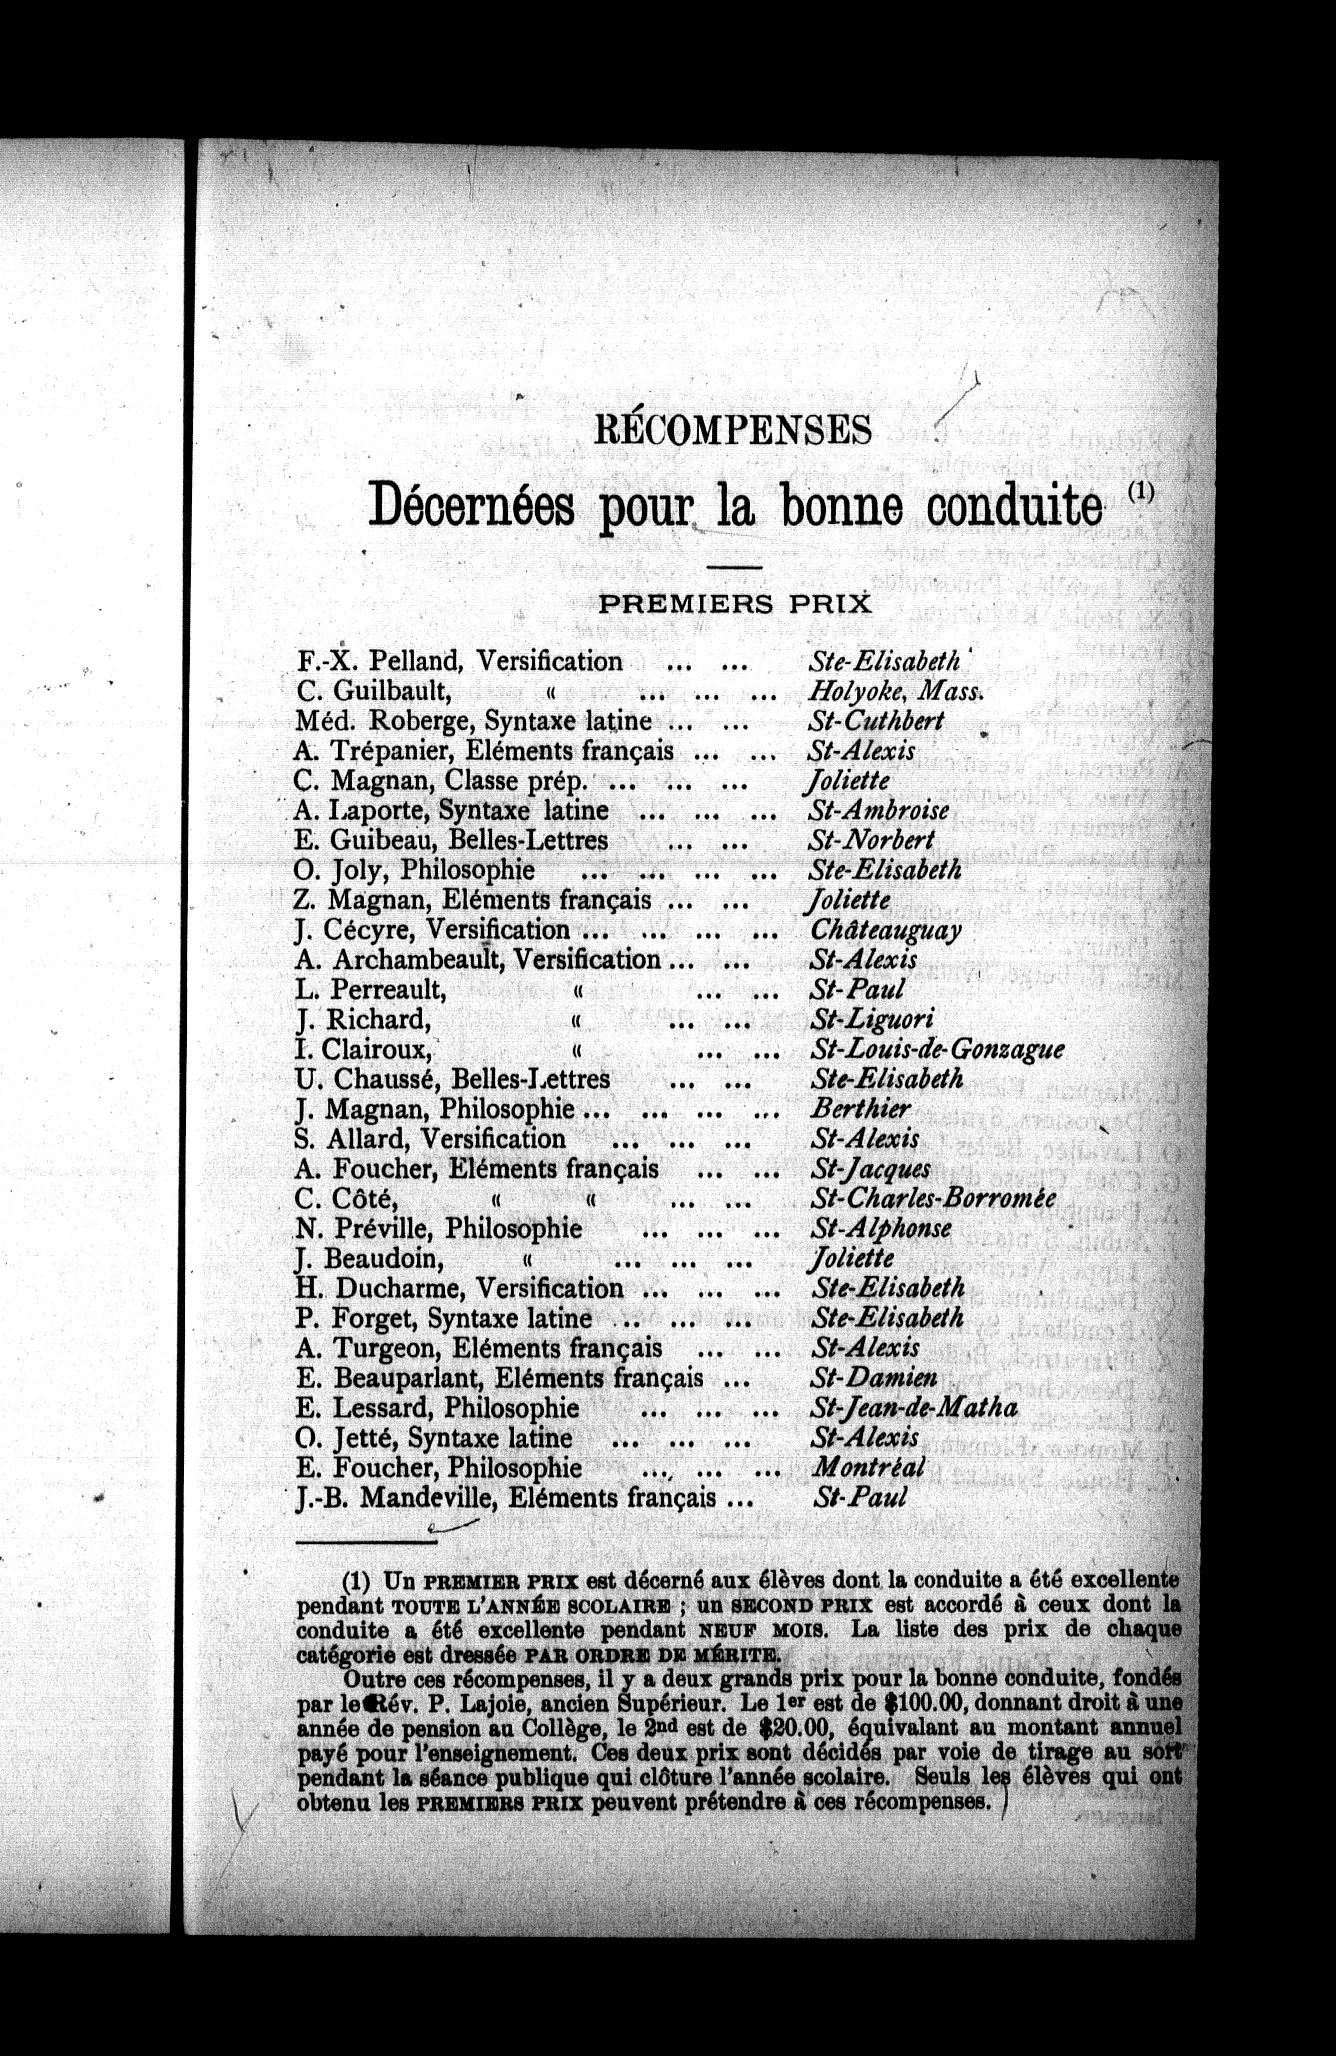 RÉCOMPENSES
Décernées pour la bonne conduite (1)
PREMIERS PRIX
F.-X. Pelland, Versification ... ... Ste-Elisabeth
C. Guilbault, « ... ... ... Holyoke, Mass.
Méd. Roberge, Syntaxe latine ... ... St-Cuthbert
A. Trépanier, Eléments français ... ... St-Alexis
C. Magnan, Classe prép. ... ... ... Joliette
A. Laporte, Syntaxe latine ... ... ... St-Ambroise
E. Guibeau, Belles-Lettres ... ... St-Norbert
O. Joly, Philosophie ... ... ... ... Ste-Elisabeth
Z. Magnan, Eléments français ... ... Joliette
J. Cécyre, Versification ... ... ... ... Châteauguay
A. Archambeault, Versification ... ... St-Alexis
L. Perreault, « ... ... St-Paul
J. Richard, « ... ... St-Liguori
I. Clairoux, « ... ... St-Louis-de-Gonzague
U. Chaussé, Belles-Lettres ... ... Ste-Elisabeth
J. Magnan, Philosophie ... ... ... ... Berthier
S. Allard, Versification ... ... ... St-Alexis
A. Foucher, Eléments français ... ... St-Jacques
C. Côté, « « ... ... St-Charles-Borromée
N. Préville, Philosophie ... ... ... St-Alphonse
J. Beaudoin, « ... ... ... Joliette
H. Ducharme, Versification ... ... ... Ste-Elisabeth
P. Forget, Syntaxe latine ... ... ... Ste-Elisabeth
A. Turgeon, Eléments français ... ... St-Alexis
E. Beauparlant, Eléments français ... St-Damien
E. Lessard, Philosophie ... ... ... St-Jean-de-Matha
O. Jetté, Syntaxe latine ... ... ... St-Alexis
E. Foucher, Philosophie ... ... ... Montréal
J.-B. Mandeville, Eléments français ... St-Paul
(1) Un PREMIER PRIX est décerné aux élèves dont la conduite a été excellente
pendant TOUTE L'ANNÉE SCOLAIRE ; un SECOND PRIX est accordé à ceux dont la
conduite a été excellente pendant NEUF MOIS. La liste des prix de chaque
catégorie est dressée PAR ORDRE DE MÉRITE.
Outre ces récompenses, il y a deux grands prix pour la bonne conduite, fondés
par le Rév. P. Lajoie, ancien Supérieur. Le 1er est de $100.00, donnant droit à une
année de pension au Collège, le 2nd est de $20.00, équivalant au montant annuel
payé pour l'enseignement. Ces deux prix sont décidés par voie de tirage au sort
pendant la séance publique qui clôture l'année scolaire. Seuls les élèves qui ont
obtenu les PREMIERS PRIX peuvent prétendre à ces récompenses.